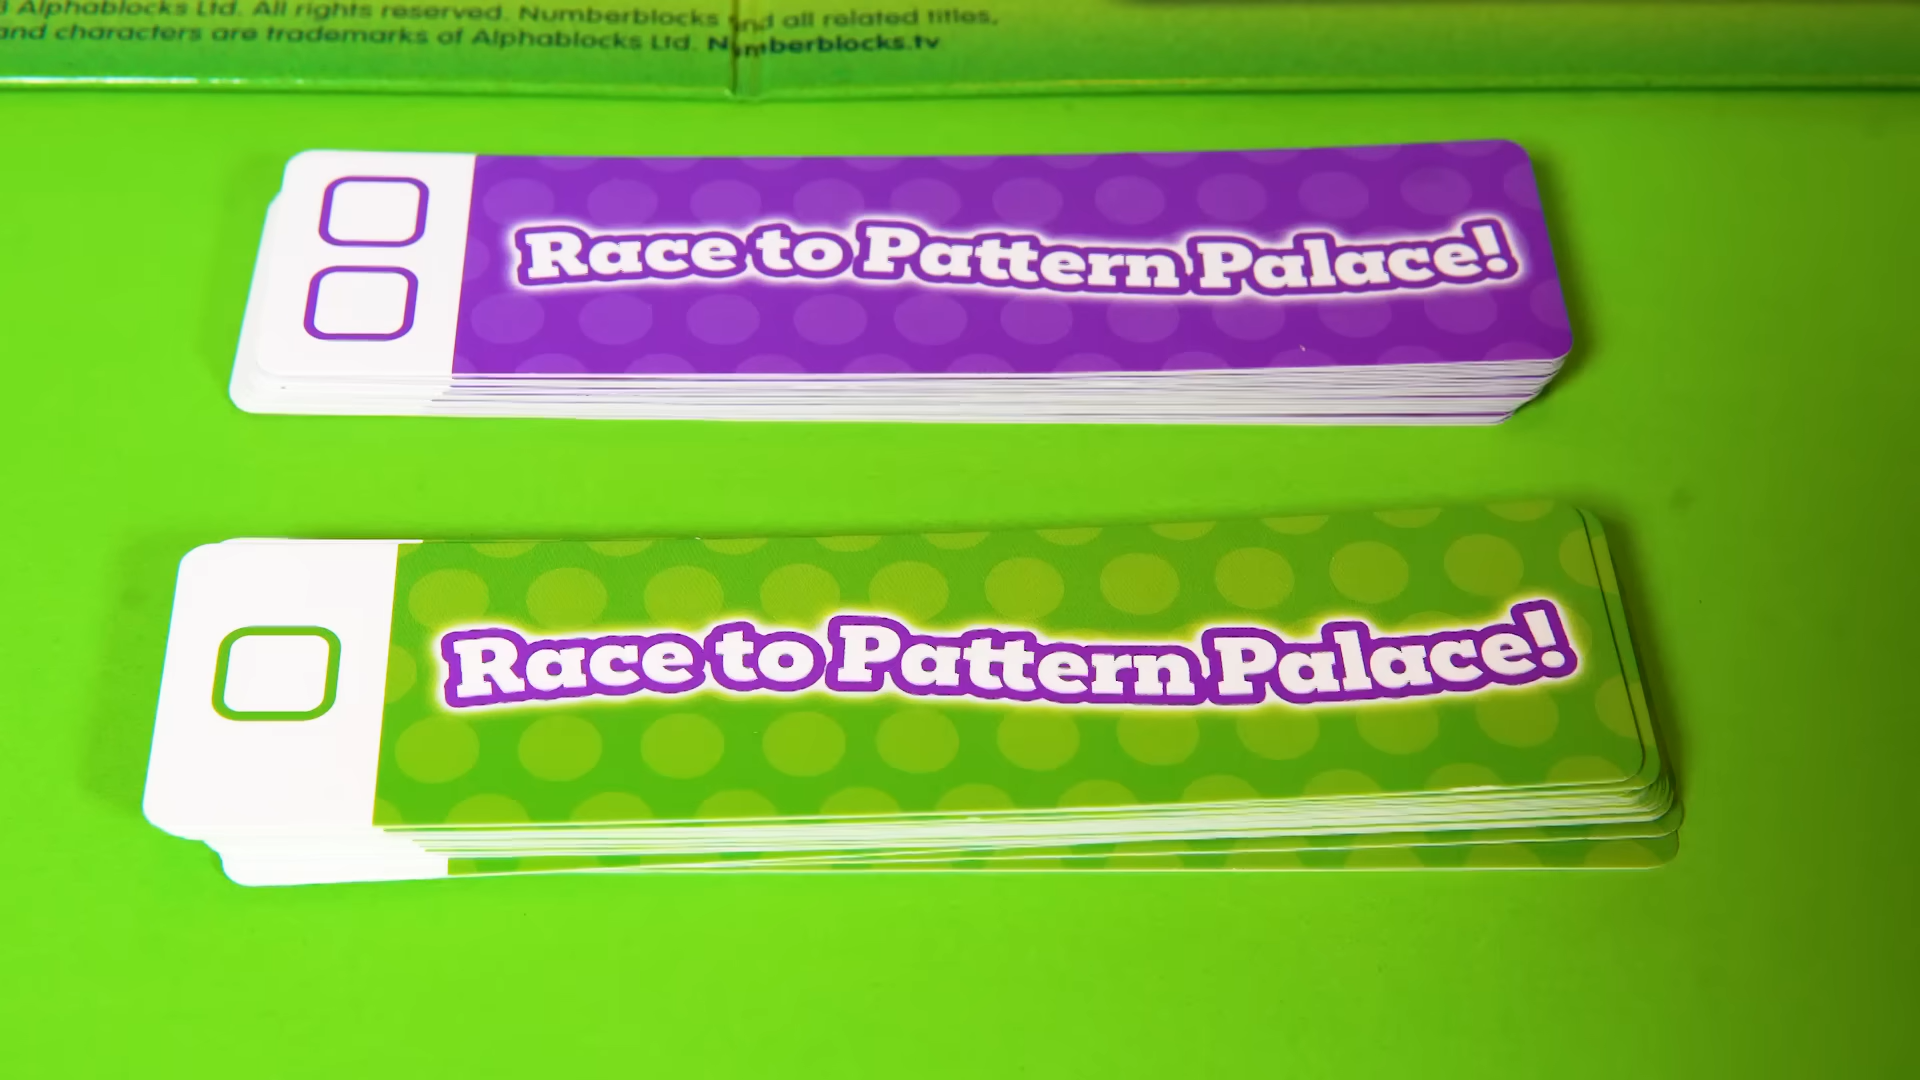 Alphablocks Ltd. All rights reserved. Numberblocks and all related titles,
and characters are trademarks of Alphablocks Ltd. Numberblocks.tv
Race to Pattern Palace!
Race to Pattern Palace!